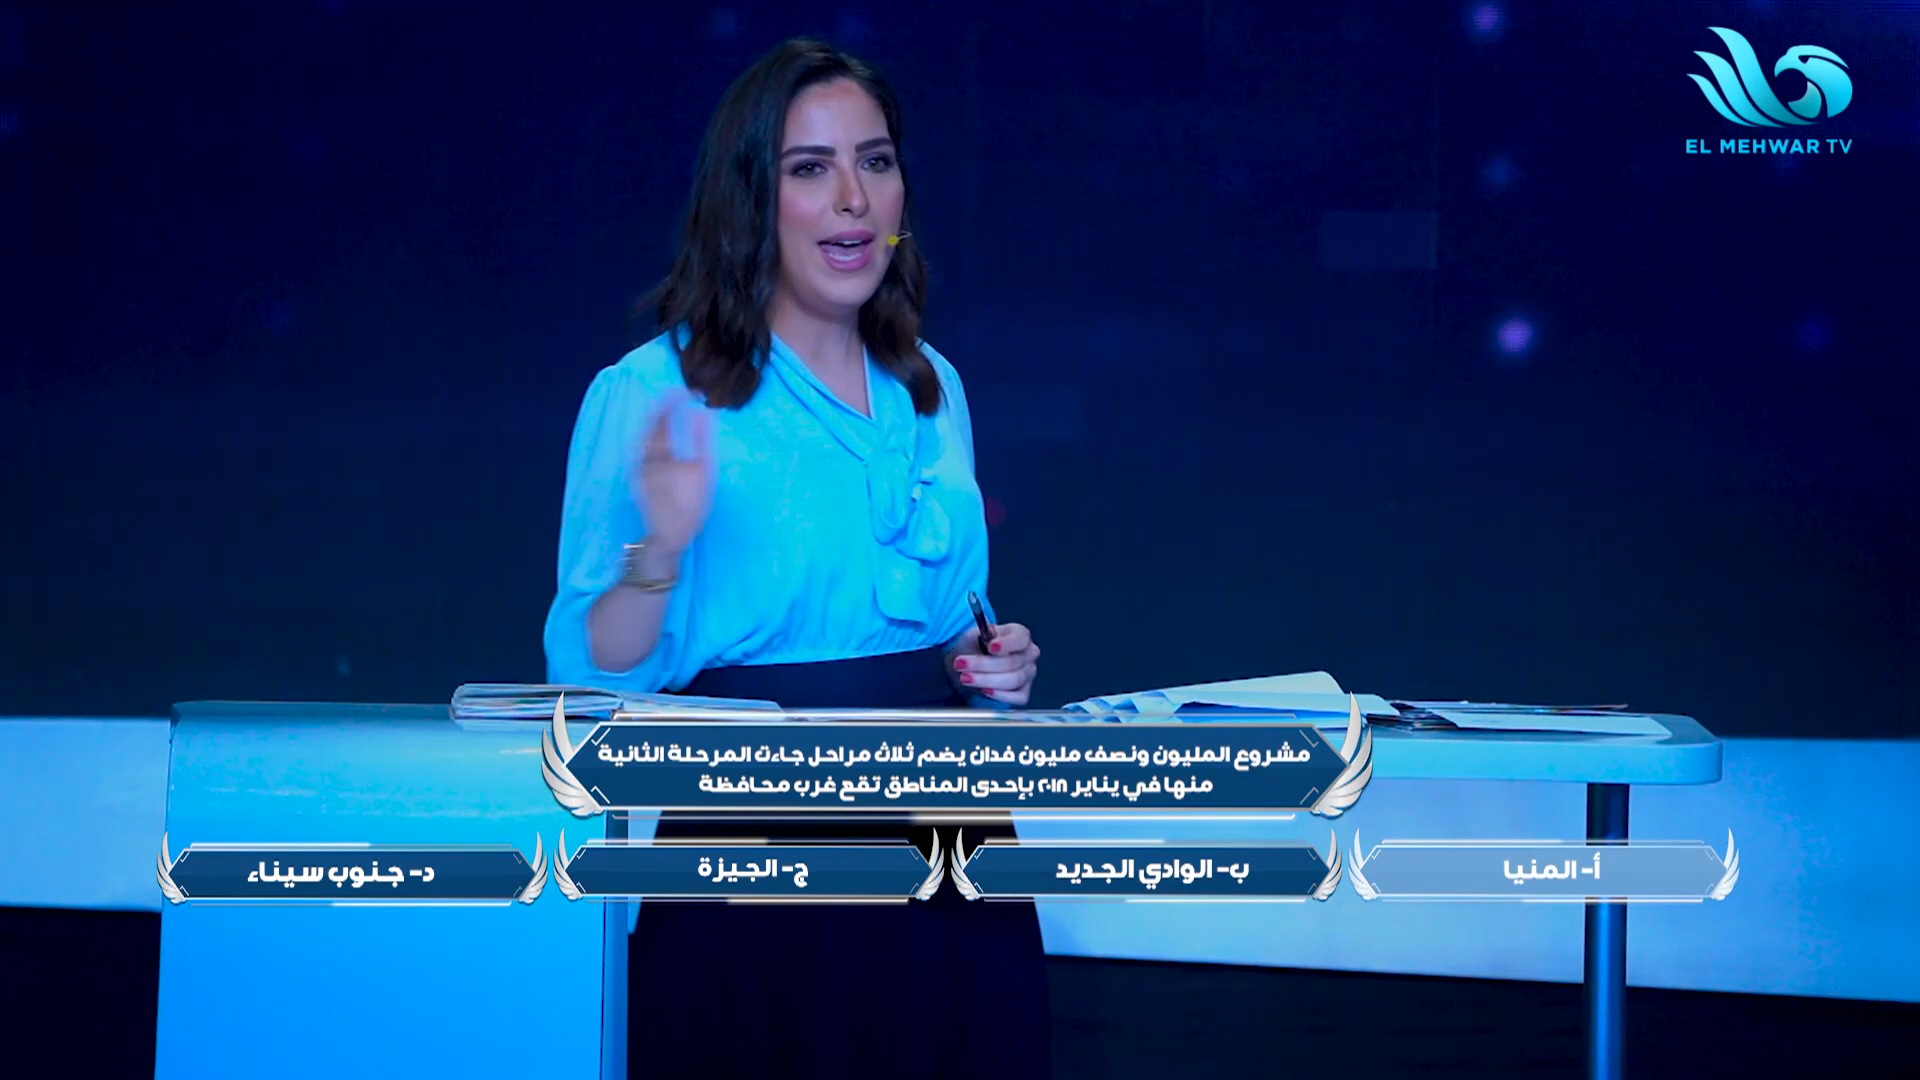 EL MEHWAR TV
مشروع المليون ونصف مليون فدان يضم ثلاث مراحل جاءت المرحلة الثانية
منها في يناير ٢٠١٨ بإحدى المناطق تقع غرب محافظة
أ- المنيا
ب- الوادي الجديد
ج- الجيزة
د- جنوب سيناء